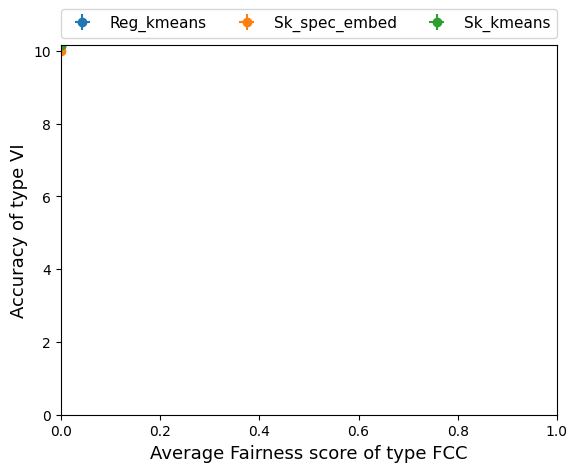 Reg_kmeans Sk_spec_embed Sk_kmeans
10
8
6
4
2
0
Accuracy of type VI
0.0 0.2 0.4 0.6 0.8 1.0
Average Fairness score of type FCC